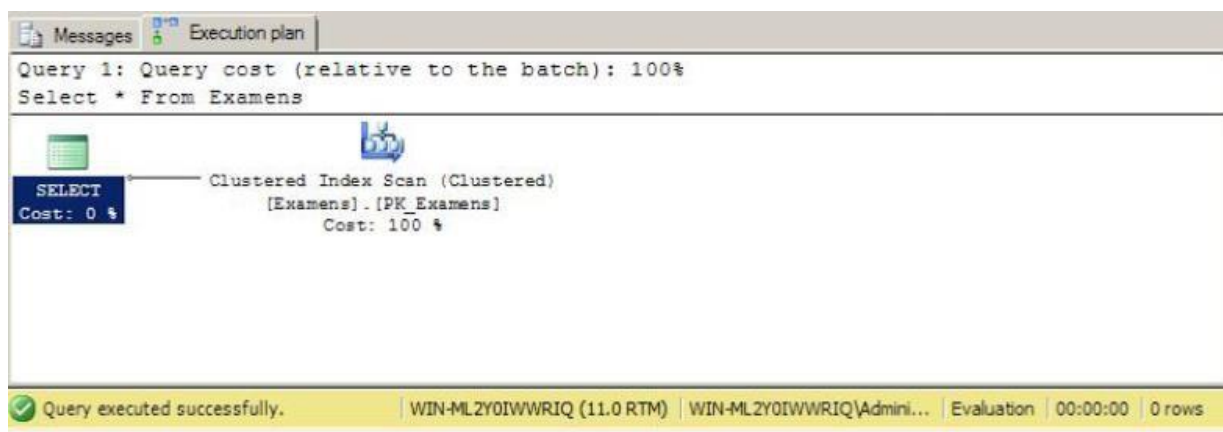 Messages Execution plan
Query 1: Query cost (relative to the batch): 100%
Select * From Examens
SELECT
Cost: 0 %
Clustered Index Scan (Clustered)
[Examens].[PK_Examens]
Cost: 100 %
Query executed successfully. WIN-ML2Y0IWWRIQ (11.0 RTM) WIN-ML2Y0IWWRIQ\Admini... Evaluation 00:00:00 0 rows